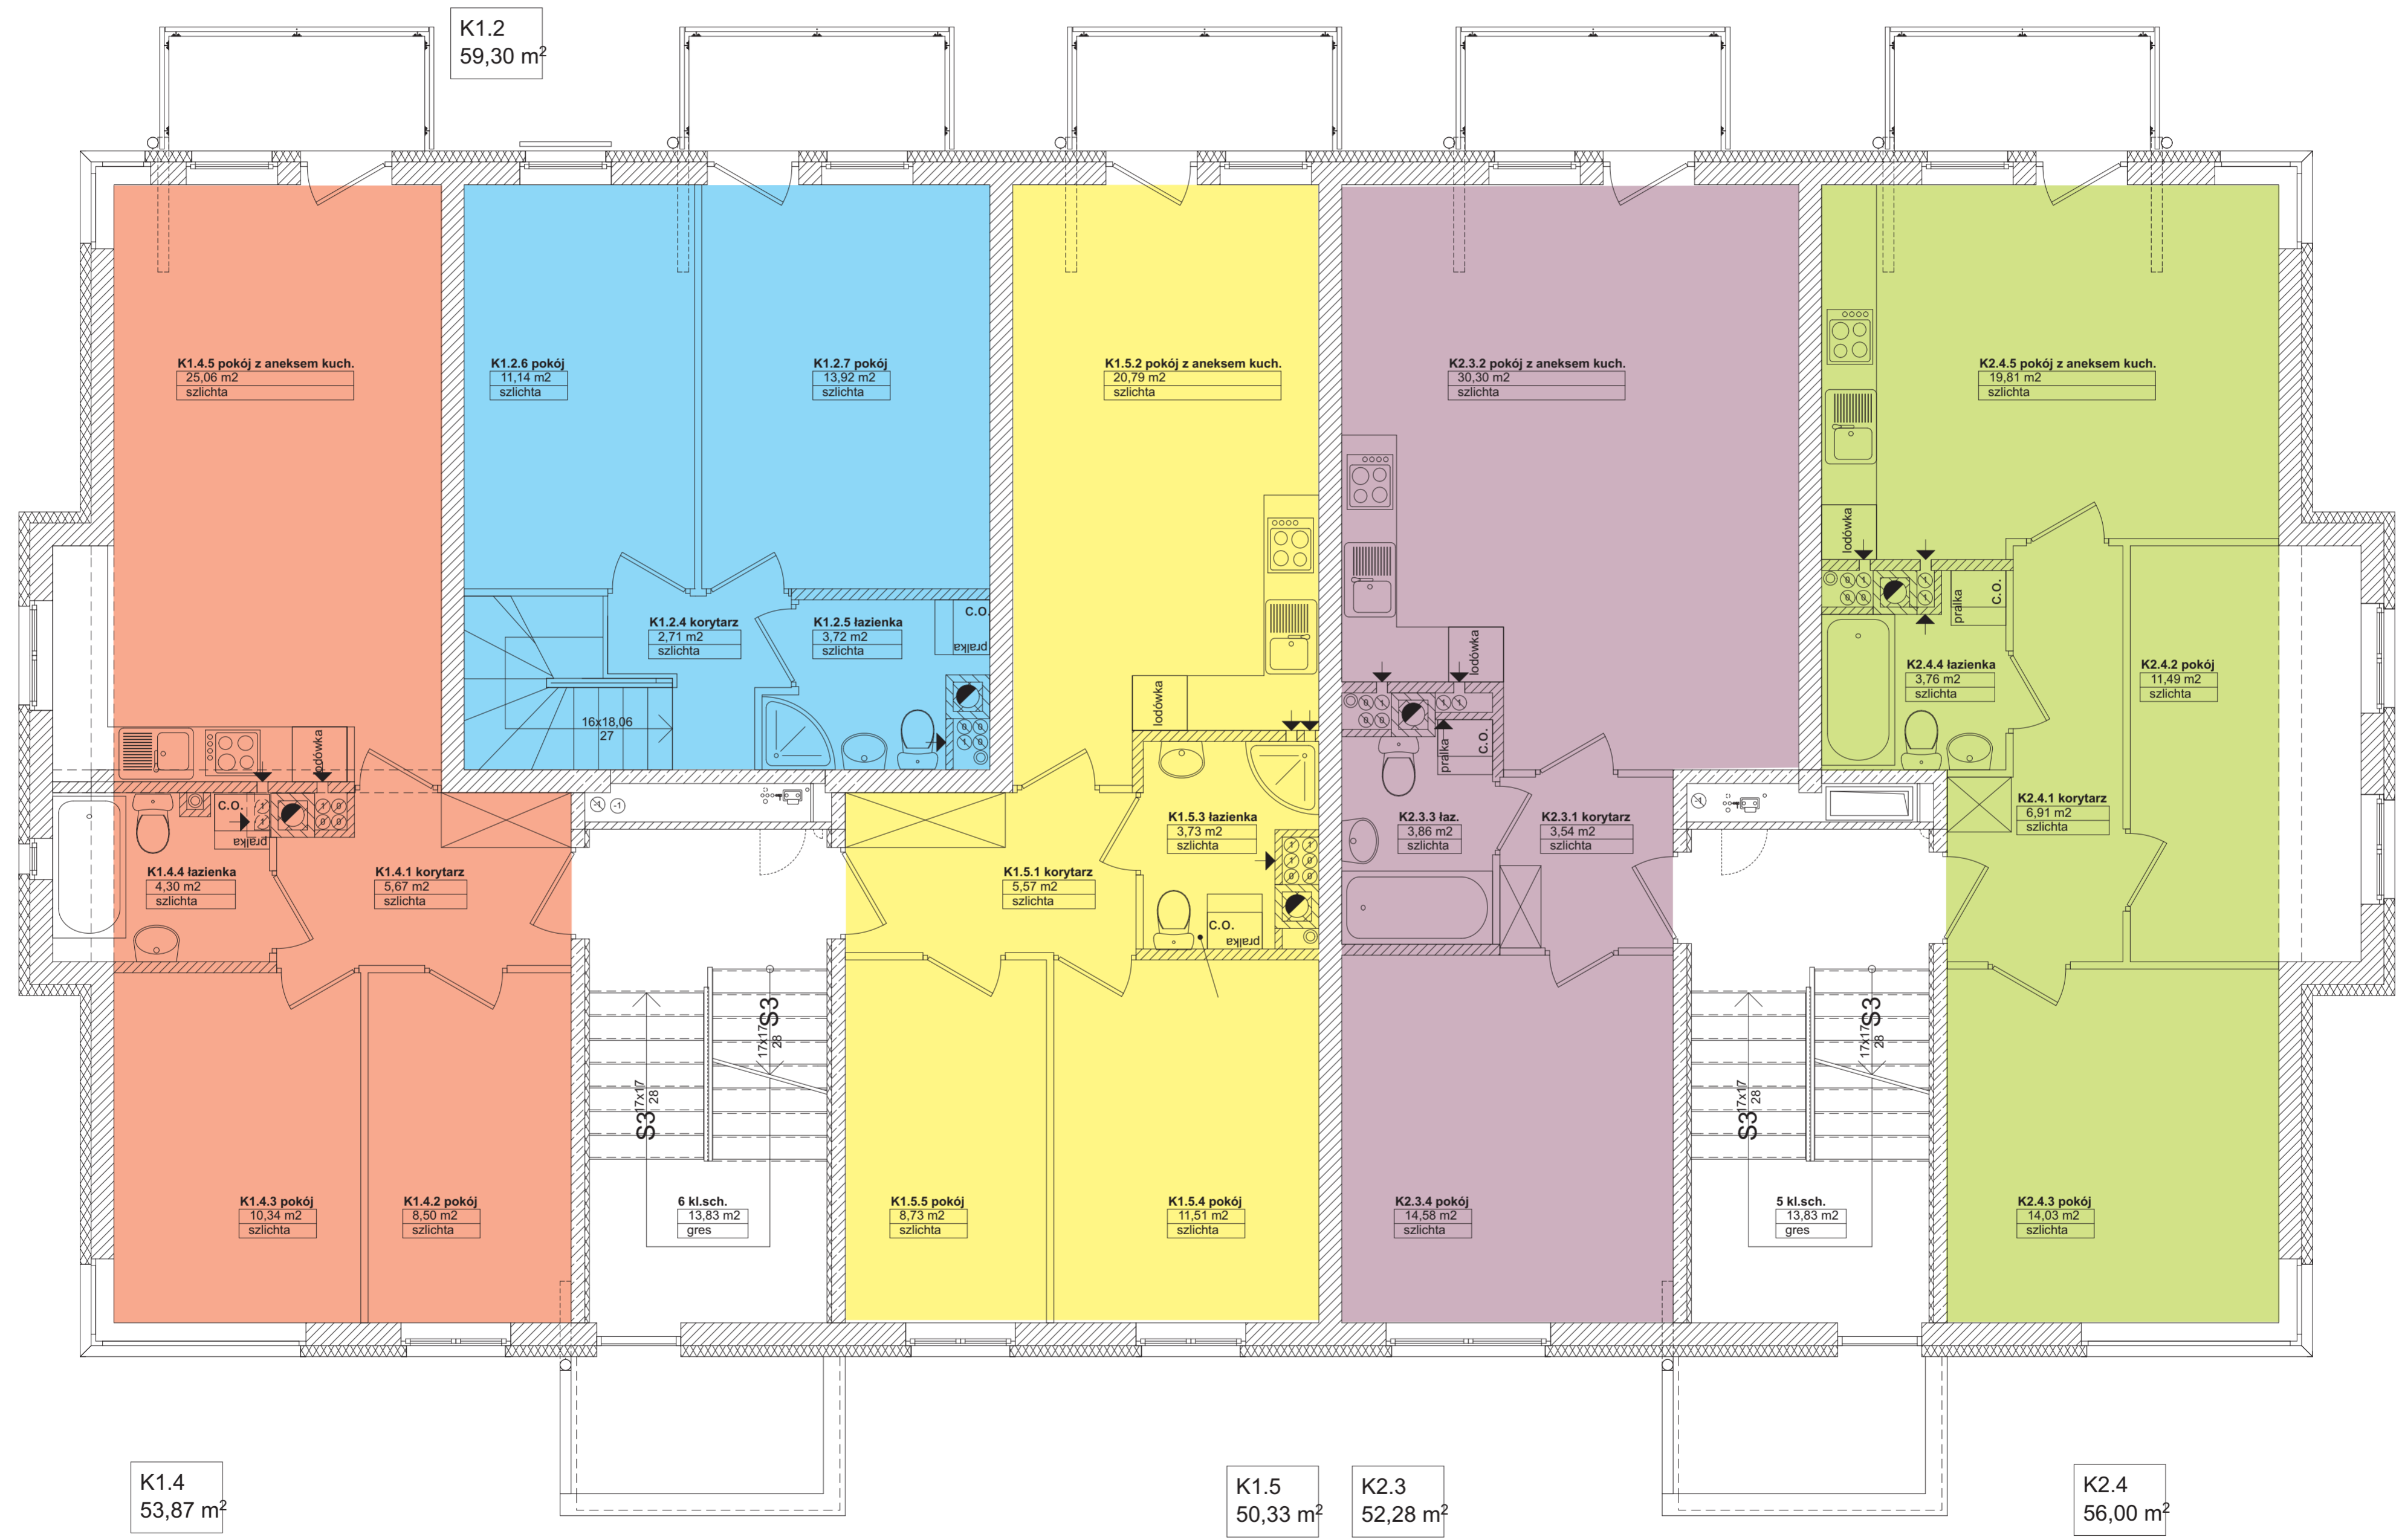 K1.2
59,30 m²
K1.4.5 pokój z aneksem kuch.
25,06 m2
szlichta
K1.2.6 pokój
11,14 m2
szlichta
K1.2.7 pokój
13,92 m2
szlichta
K1.5.2 pokój z aneksem kuch.
20,79 m2
szlichta
K2.3.2 pokój z aneksem kuch.
30,30 m2
szlichta
K2.4.5 pokój z aneksem kuch.
19,81 m2
szlichta
lodówka
C.O.
pralka
K1.2.4 korytarz
2,71 m2
szlichta
K1.2.5 łazienka
3,72 m2
szlichta
C.O.
pralka
16x18,06
27
lodówka
lodówka
K2.4.4 łazienka
3,76 m2
szlichta
K2.4.2 pokój
11,49 m2
szlichta
lodówka
pralka
C.O.
C.O.
pralka
K1.4.4 łazienka
4,30 m2
szlichta
K1.4.1 korytarz
5,67 m2
szlichta
-1
-1
K1.5.1 korytarz
5,57 m2
szlichta
K1.5.3 łazienka
3,73 m2
szlichta
C.O.
pralka
K2.3.3 łaz.
3,86 m2
szlichta
K2.3.1 korytarz
3,54 m2
szlichta
-1
K2.4.1 korytarz
6,91 m2
szlichta
S3
17x17
28
S3
17x17
28
S3
17x17
28
S3
17x17
28
K1.4.3 pokój
10,34 m2
szlichta
K1.4.2 pokój
8,50 m2
szlichta
6 kl.sch.
13,83 m2
gres
K1.5.5 pokój
8,73 m2
szlichta
K1.5.4 pokój
11,51 m2
szlichta
K2.3.4 pokój
14,58 m2
szlichta
5 kl.sch.
13,83 m2
gres
K2.4.3 pokój
14,03 m2
szlichta
K1.4
53,87 m²
K1.5
50,33 m²
K2.3
52,28 m²
K2.4
56,00 m²